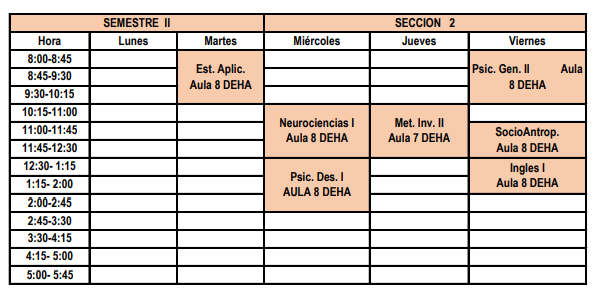 SEMESTRE II SECCION 2
Hora Lunes Martes Miércoles Jueves Viernes
8:00-8:45
8:45-9:30
9:30-10:15
Est. Aplic.
Aula 8 DEHA
Psic. Gen. II Aula
8 DEHA
10:15-11:00
11:00-11:45
11:45-12:30
Neurociencias I
Aula 8 DEHA
Met. Inv. II
Aula 7 DEHA
SocioAntrop.
Aula 8 DEHA
12:30- 1:15
1:15- 2:00
2:00-2:45
Psic. Des. I
AULA 8 DEHA
Ingles I
Aula 8 DEHA
2:45-3:30
3:30-4:15
4:15- 5:00
5:00- 5:45